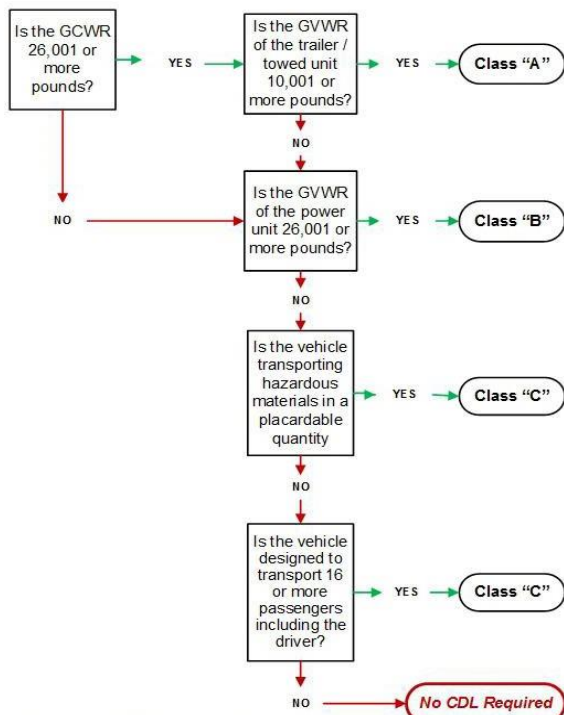 Is the GCWR
26,001 or
more
pounds?
YES
Is the GVWR
of the trailer /
towed unit
10,001 or
more pounds?
YES
Class “A”
NO
NO
Is the GVWR
of the power
unit 26,001 or
more pounds?
YES
Class “B”
NO
Is the vehicle
transporting
hazardous
materials in a
placardable
quantity
YES
Class “C”
NO
Is the vehicle
designed to
transport 16
or more
passengers
including the
driver?
YES
Class “C”
NO
No CDL Required